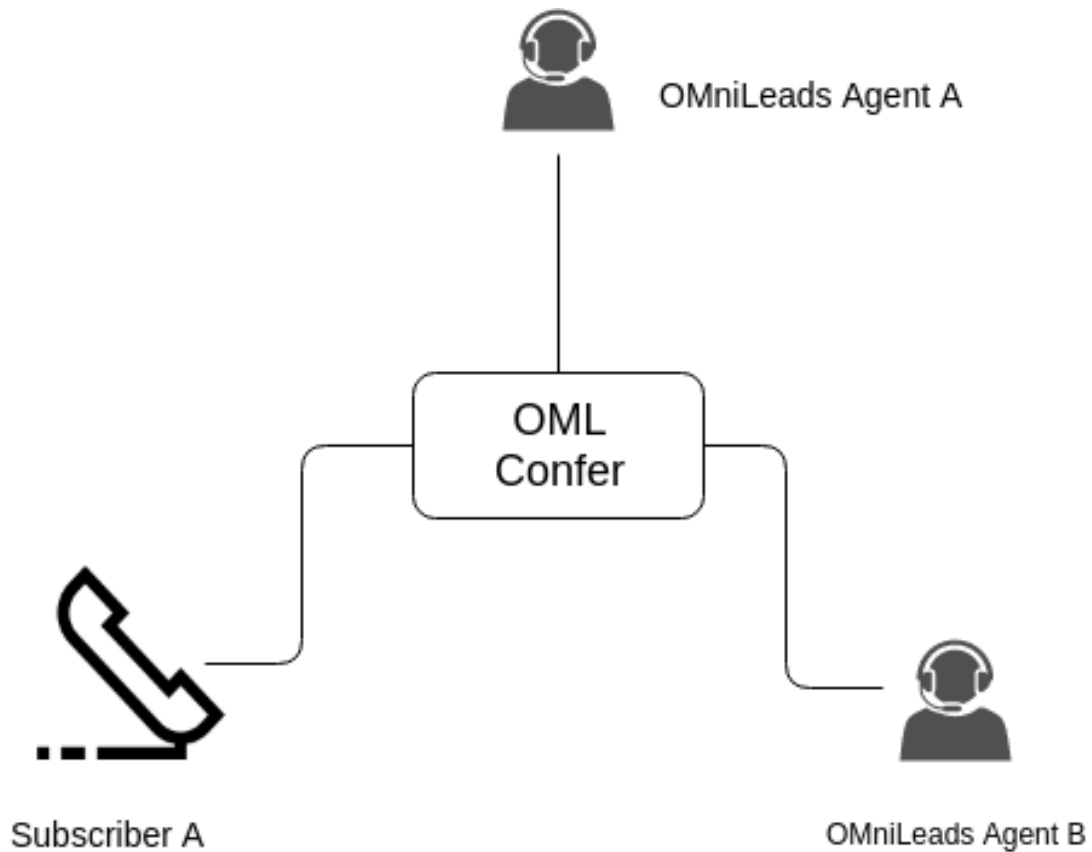 OMniLeads Agent A
OML
Confer
Subscriber A
OMniLeads Agent B